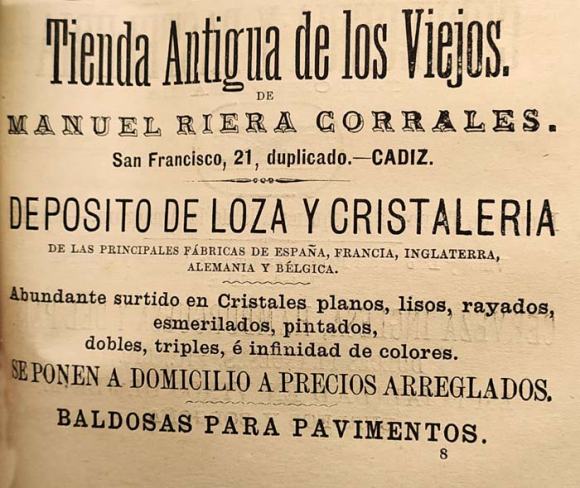 Tienda Antigua de los Viejos.
DE
MANUEL RIERA CORRALES.
San Francisco, 21, duplicado.—CADIZ.
DEPOSITO DE LOZA Y CRISTALERIA
DE LAS PRINCIPALES FÁBRICAS DE ESPAÑA, FRANCIA, INGLATERRA,
ALEMANIA Y BÉLGICA.
Abundante surtido en Cristales planos, lisos, rayados,
esmerilados, pintados,
dobles, triples, é infinidad de colores.
SE PONEN A DOMICILIO A PRECIOS ARREGLADOS.
BALDOSAS PARA PAVIMENTOS.
8